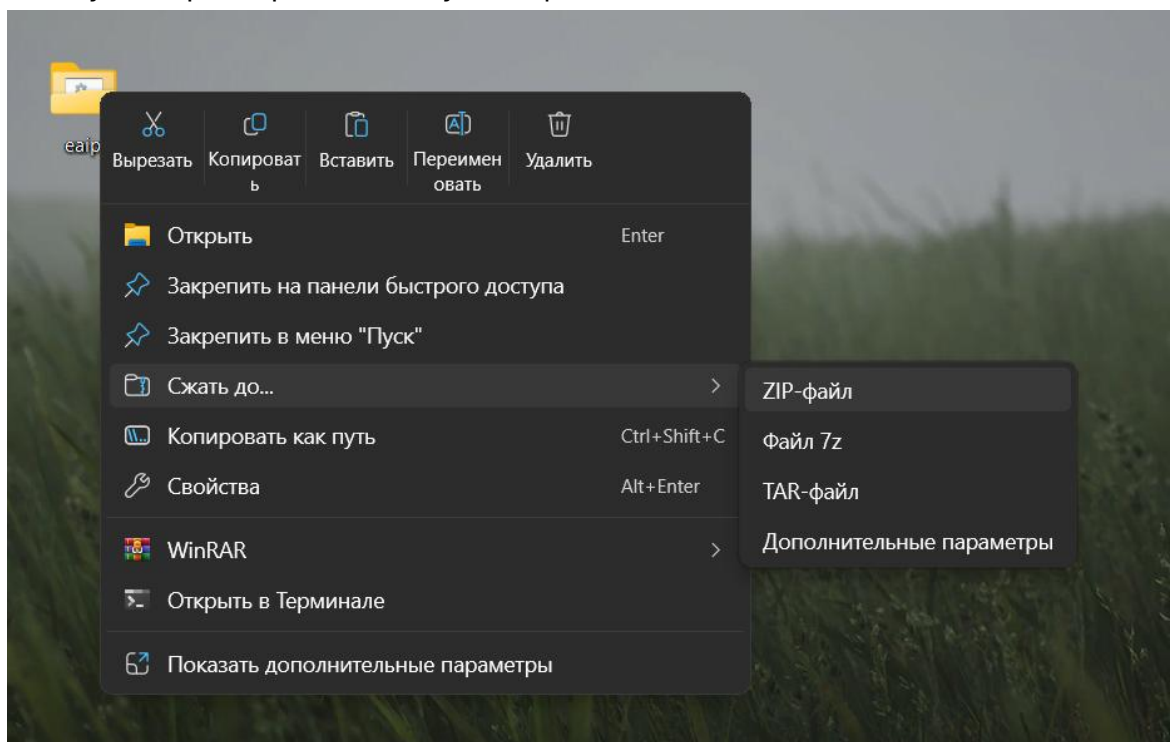 eaip
Вырезать
Копироват
ь
Вставить
Переимен
овать
Удалить
Открыть Enter
Закрепить на панели быстрого доступа
Закрепить в меню "Пуск"
Сжать до...
Копировать как путь Ctrl+Shift+C
Свойства Alt+Enter
WinRAR
Открыть в Терминале
Показать дополнительные параметры
ZIP-файл
Файл 7z
TAR-файл
Дополнительные параметры